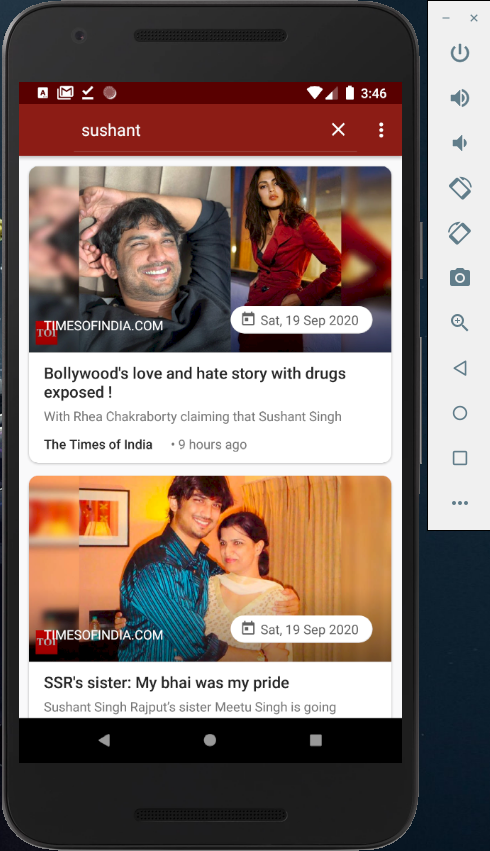 3:46
sushant
TIMESOFINDIA.COM
TOI
Sat, 19 Sep 2020
Bollywood's love and hate story with drugs
exposed !
With Rhea Chakraborty claiming that Sushant Singh
The Times of India • 9 hours ago
TIMESOFINDIA.COM
TOI
Sat, 19 Sep 2020
SSR's sister: My bhai was my pride
Sushant Singh Rajput's sister Meetu Singh is going